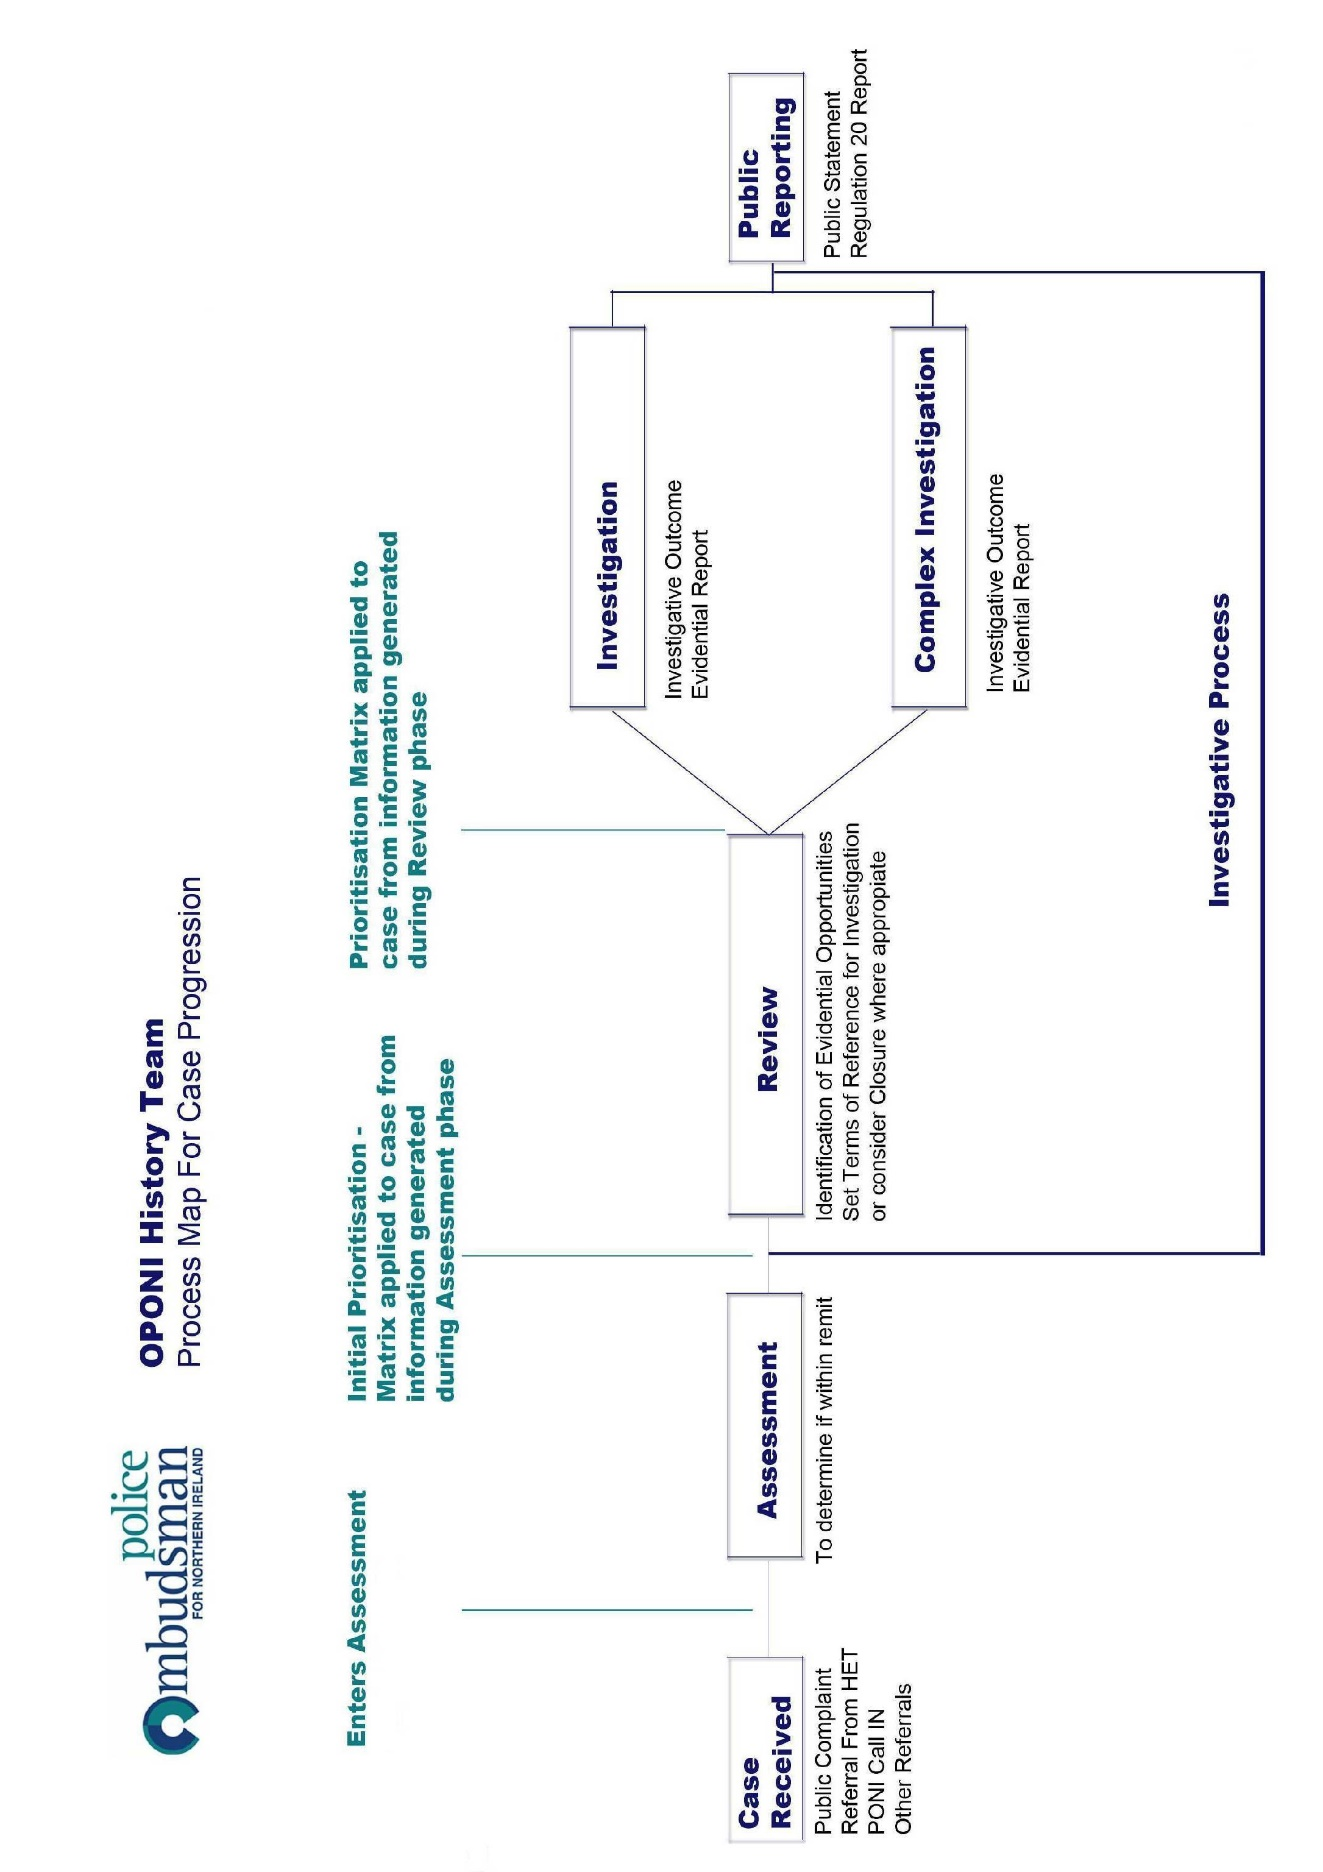 police
Ombudsman
FOR NORTHERN IRELAND
OPONI History Team
Process Map For Case Progression
Enters Assessment
Initial Prioritisation -
Matrix applied to case from
information generated
during Assessment phase
Prioritisation Matrix applied to
case from information generated
during Review phase
Case
Received
Public Complaint
Referral From HET
PONI Call IN
Other Referrals
Assessment
To determine if within remit
Review
Identification of Evidential Opportunities
Set Terms of Reference for Investigation
or consider Closure where appropiate
Investigation
Investigative Outcome
Evidential Report
Complex Investigation
Investigative Outcome
Evidential Report
Public
Reporting
Public Statement
Regulation 20 Report
Investigative Process